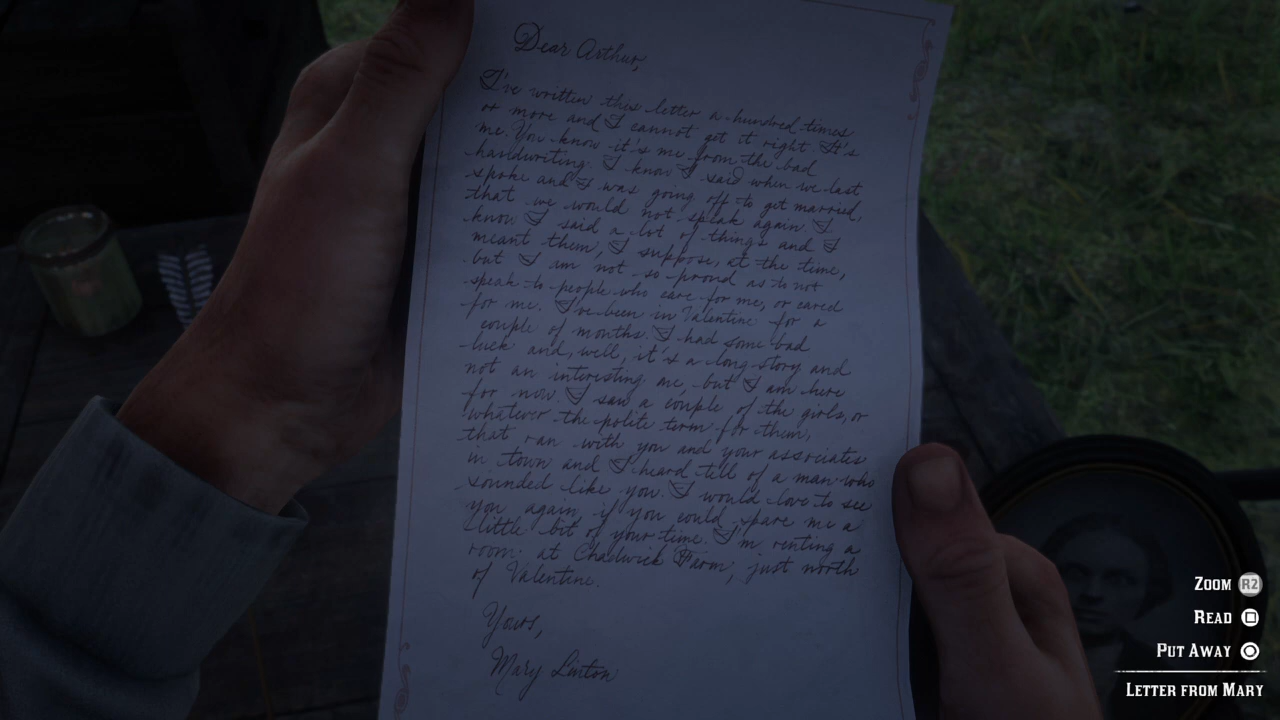 Dear Arthur,
I've written this letter a hundred times
or more and I cannot get it right. It's
me. You know it's me from the bad
handwriting. I know I said when we last
spoke and I was going off to get married,
that we would not speak again. I
know I said a lot of things and I
meant them, I suppose, at the time,
but I am not so proud as to not
speak to people who care for me, or cared
for me. I've been in Valentine for a
couple of months. I had some bad
luck and, well, it's a long story and
not an interesting one, but I am here
for now. I saw a couple of the girls, or
whatever the polite term for them,
that ran with you and your associates
in town and I heard tell of a man who
sounded like you. I would love to see
you again if you could spare me a
little bit of your time. I'm renting a
room at Chadwick Farm, just north
of Valentine.
Yours,
Mary Linton
ZOOM R2
READ
PUT AWAY
LETTER FROM MARY